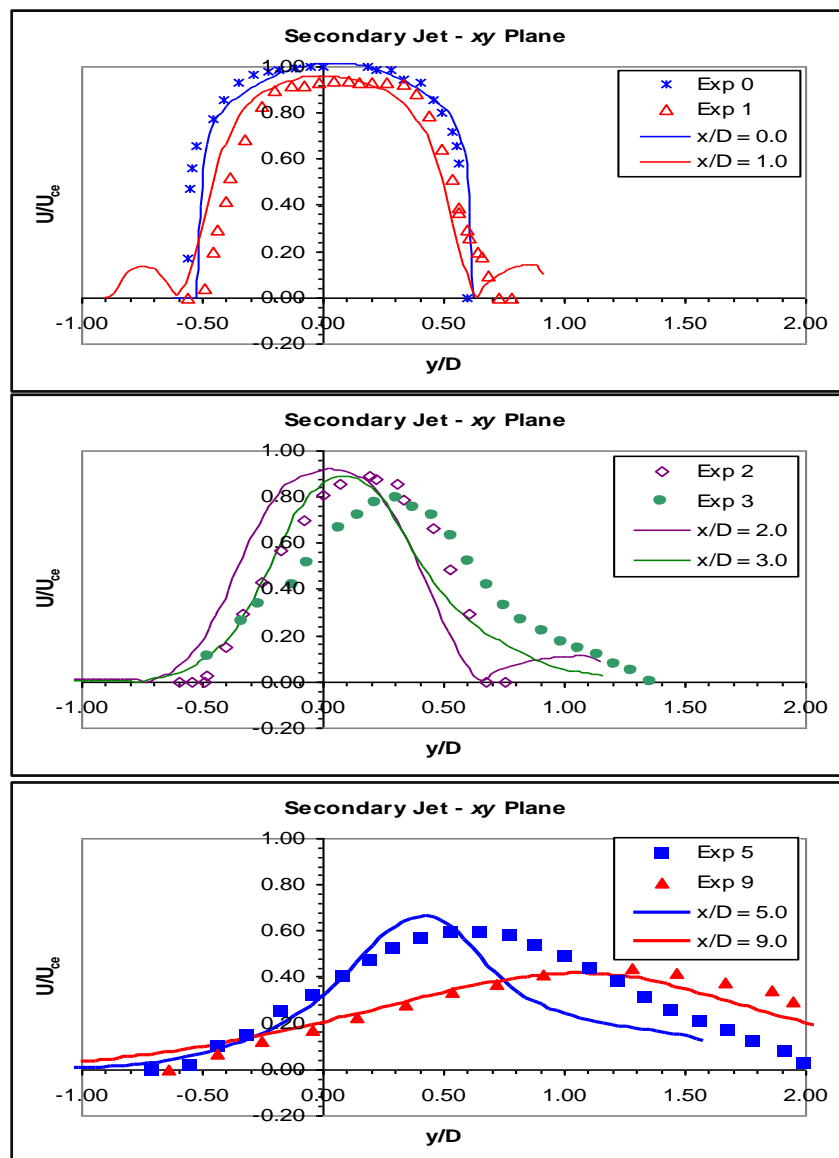 Secondary Jet - xy Plane
1.00
0.80
0.60
0.40
0.20
0.00
-0.20
-1.00 -0.50 0.00 0.50 1.00 1.50 2.00
y/D
U/Uce
Exp 0
Exp 1
x/D = 0.0
x/D = 1.0
Secondary Jet - xy Plane
1.00
0.80
0.60
0.40
0.20
0.00
-0.20
-1.00 -0.50 0.00 0.50 1.00 1.50 2.00
y/D
U/Uce
Exp 2
Exp 3
x/D = 2.0
x/D = 3.0
Secondary Jet - xy Plane
1.00
0.80
0.60
0.40
0.20
0.00
-0.20
-1.00 -0.50 0.00 0.50 1.00 1.50 2.00
y/D
U/Uce
Exp 5
Exp 9
x/D = 5.0
x/D = 9.0